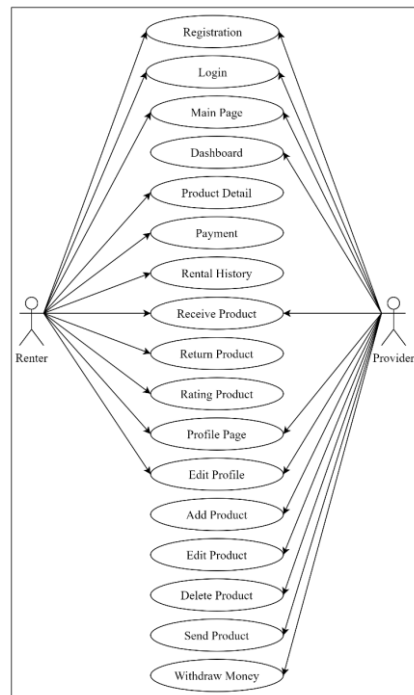 Registration
Login
Main Page
Dashboard
Product Detail
Payment
Rental History
Receive Product
Renter
Provider
Return Product
Rating Product
Profile Page
Edit Profile
Add Product
Edit Product
Delete Product
Send Product
Withdraw Money